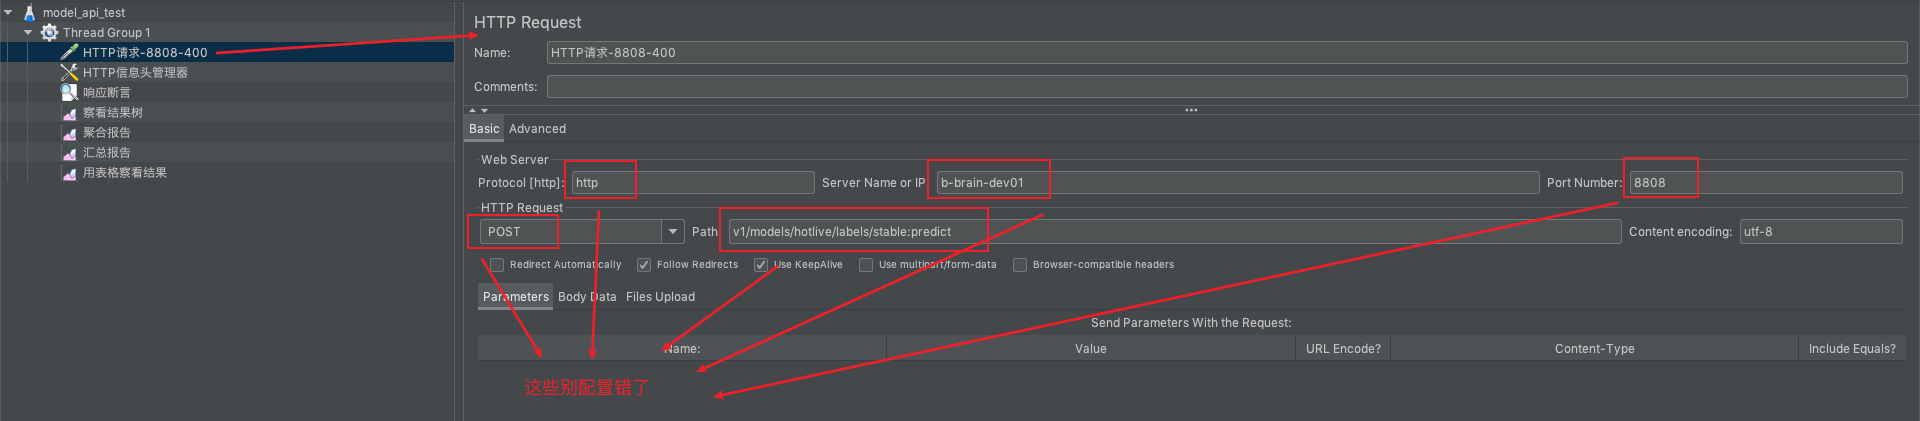 model_api_test
Thread Group 1
HTTP请求-8808-400
HTTP信息头管理器
响应断言
察看结果树
聚合报告
汇总报告
用表格察看结果
HTTP Request
Name: HTTP请求-8808-400
Comments:
Basic Advanced
Web Server
Protocol [http]: http Server Name or IP b-brain-dev01 Port Number: 8808
HTTP Request
POST Path v1/models/hotlive/labels/stable:predict Content encoding: utf-8
Redirect Automatically Follow Redirects Use KeepAlive Use multipart/form-data Browser-compatible headers
Parameters Body Data Files Upload
Send Parameters With the Request:
Name: Value URL Encode? Content-Type Include Equals?
这些别配置错了